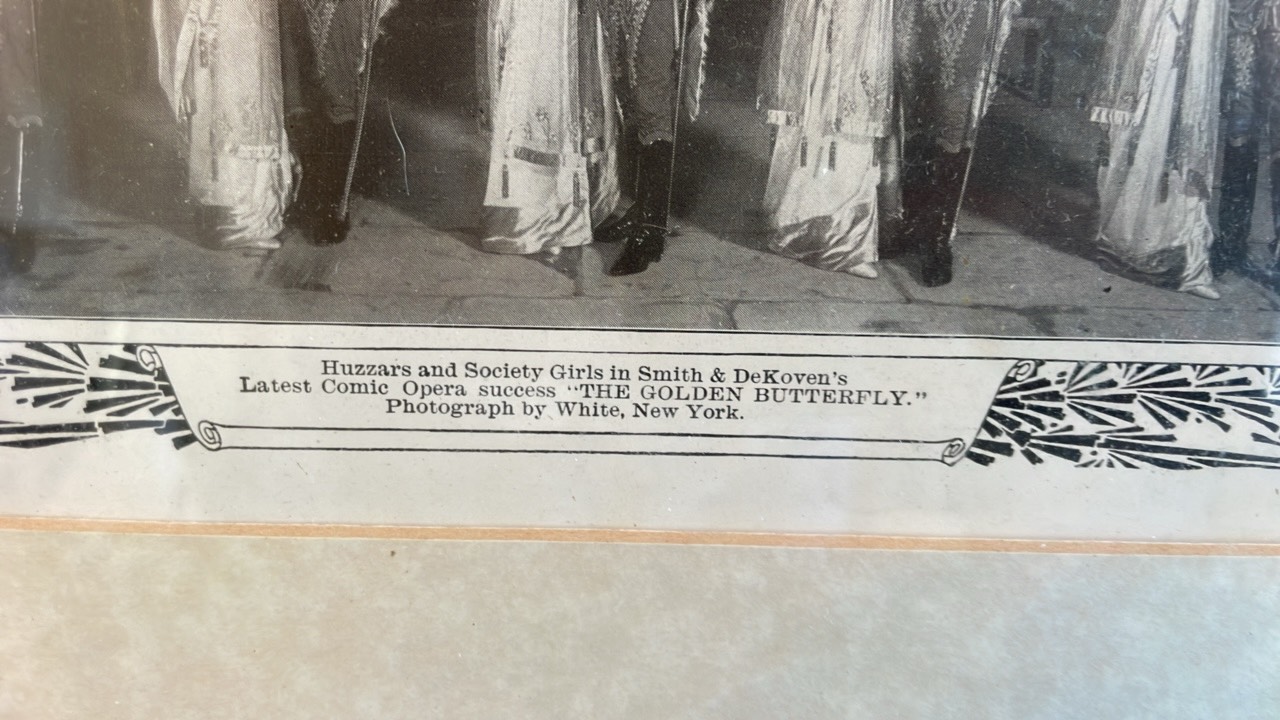 Huzzars and Society Girls in Smith & DeKoven's
Latest Comic Opera success "THE GOLDEN BUTTERFLY."
Photograph by White, New York.